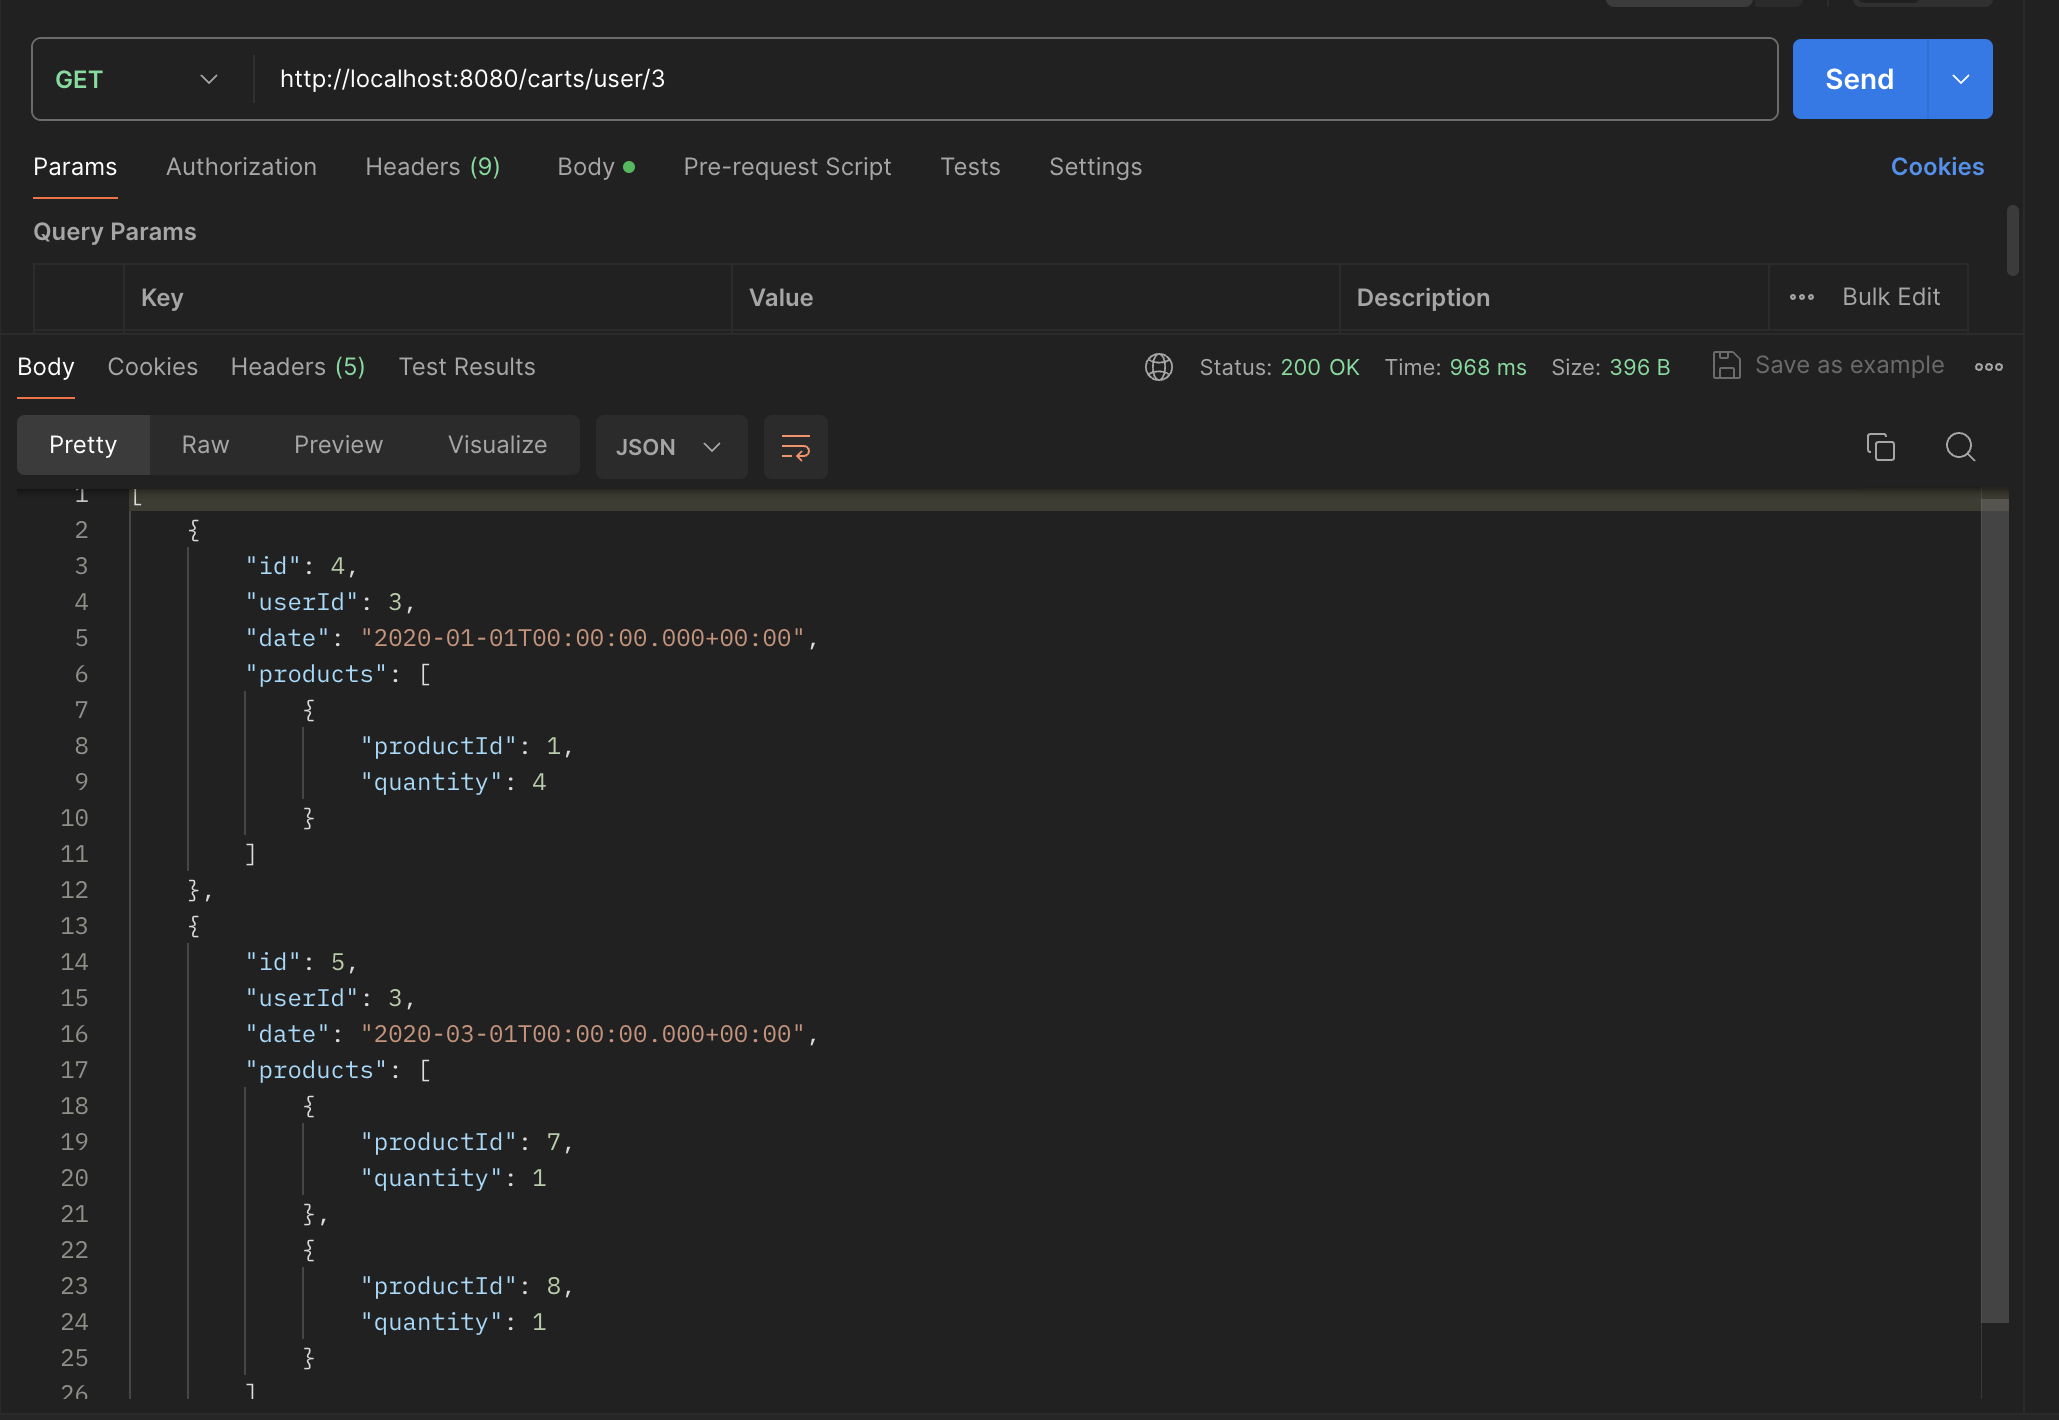 GET http://localhost:8080/carts/user/3 Send
Params Authorization Headers (9) Body Pre-request Script Tests Settings Cookies
Query Params
Key Value Description Bulk Edit
Body Cookies Headers (5) Test Results Status: 200 OK Time: 968 ms Size: 396 B Save as example
Pretty Raw Preview Visualize JSON
1 [
2 {
3 "id": 4,
4 "userId": 3,
5 "date": "2020-01-01T00:00:00.000+00:00",
6 "products": [
7 {
8 "productId": 1,
9 "quantity": 4
10 }
11 ]
12 },
13 {
14 "id": 5,
15 "userId": 3,
16 "date": "2020-03-01T00:00:00.000+00:00",
17 "products": [
18 {
19 "productId": 7,
20 "quantity": 1
21 },
22 {
23 "productId": 8,
24 "quantity": 1
25 }
26 ]